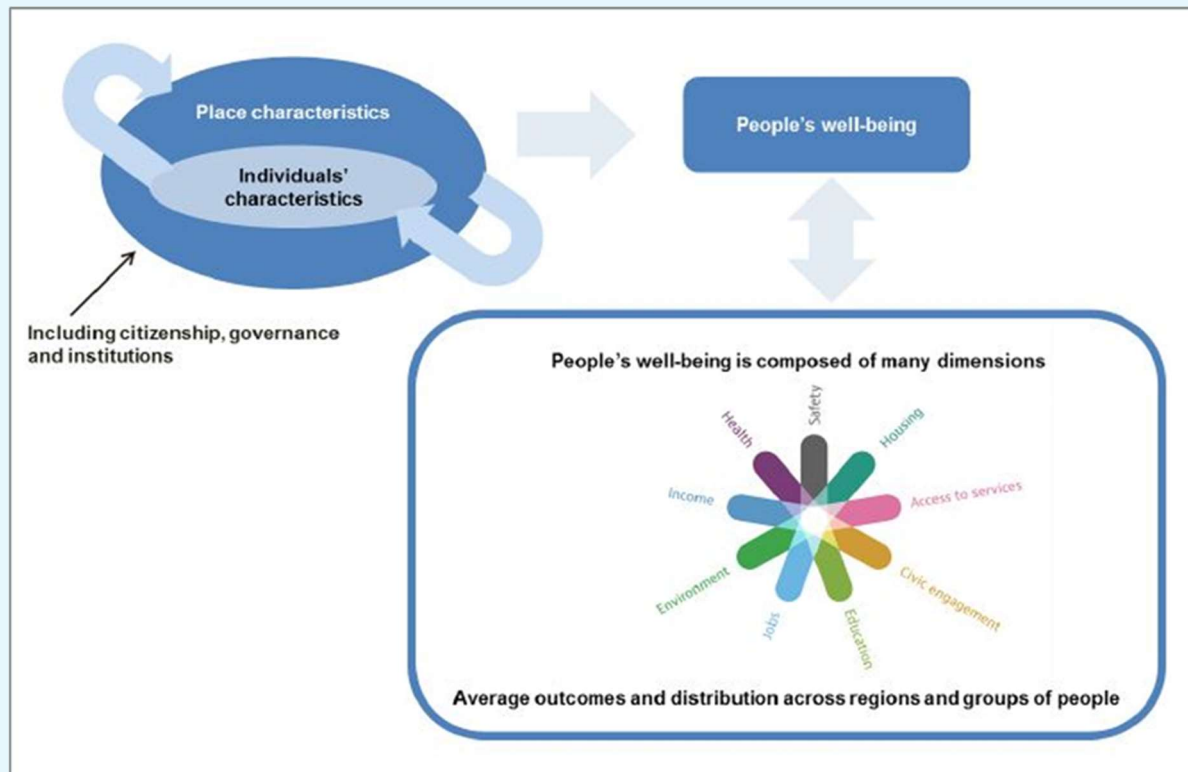 Place characteristics
People's well-being
Individuals'
characteristics
Including citizenship, governance
and institutions
People's well-being is composed of many dimensions
Safety
Health
Housing
Income
Access to services
Environment
Civic engagement
Jobs
Education
Average outcomes and distribution across regions and groups of people